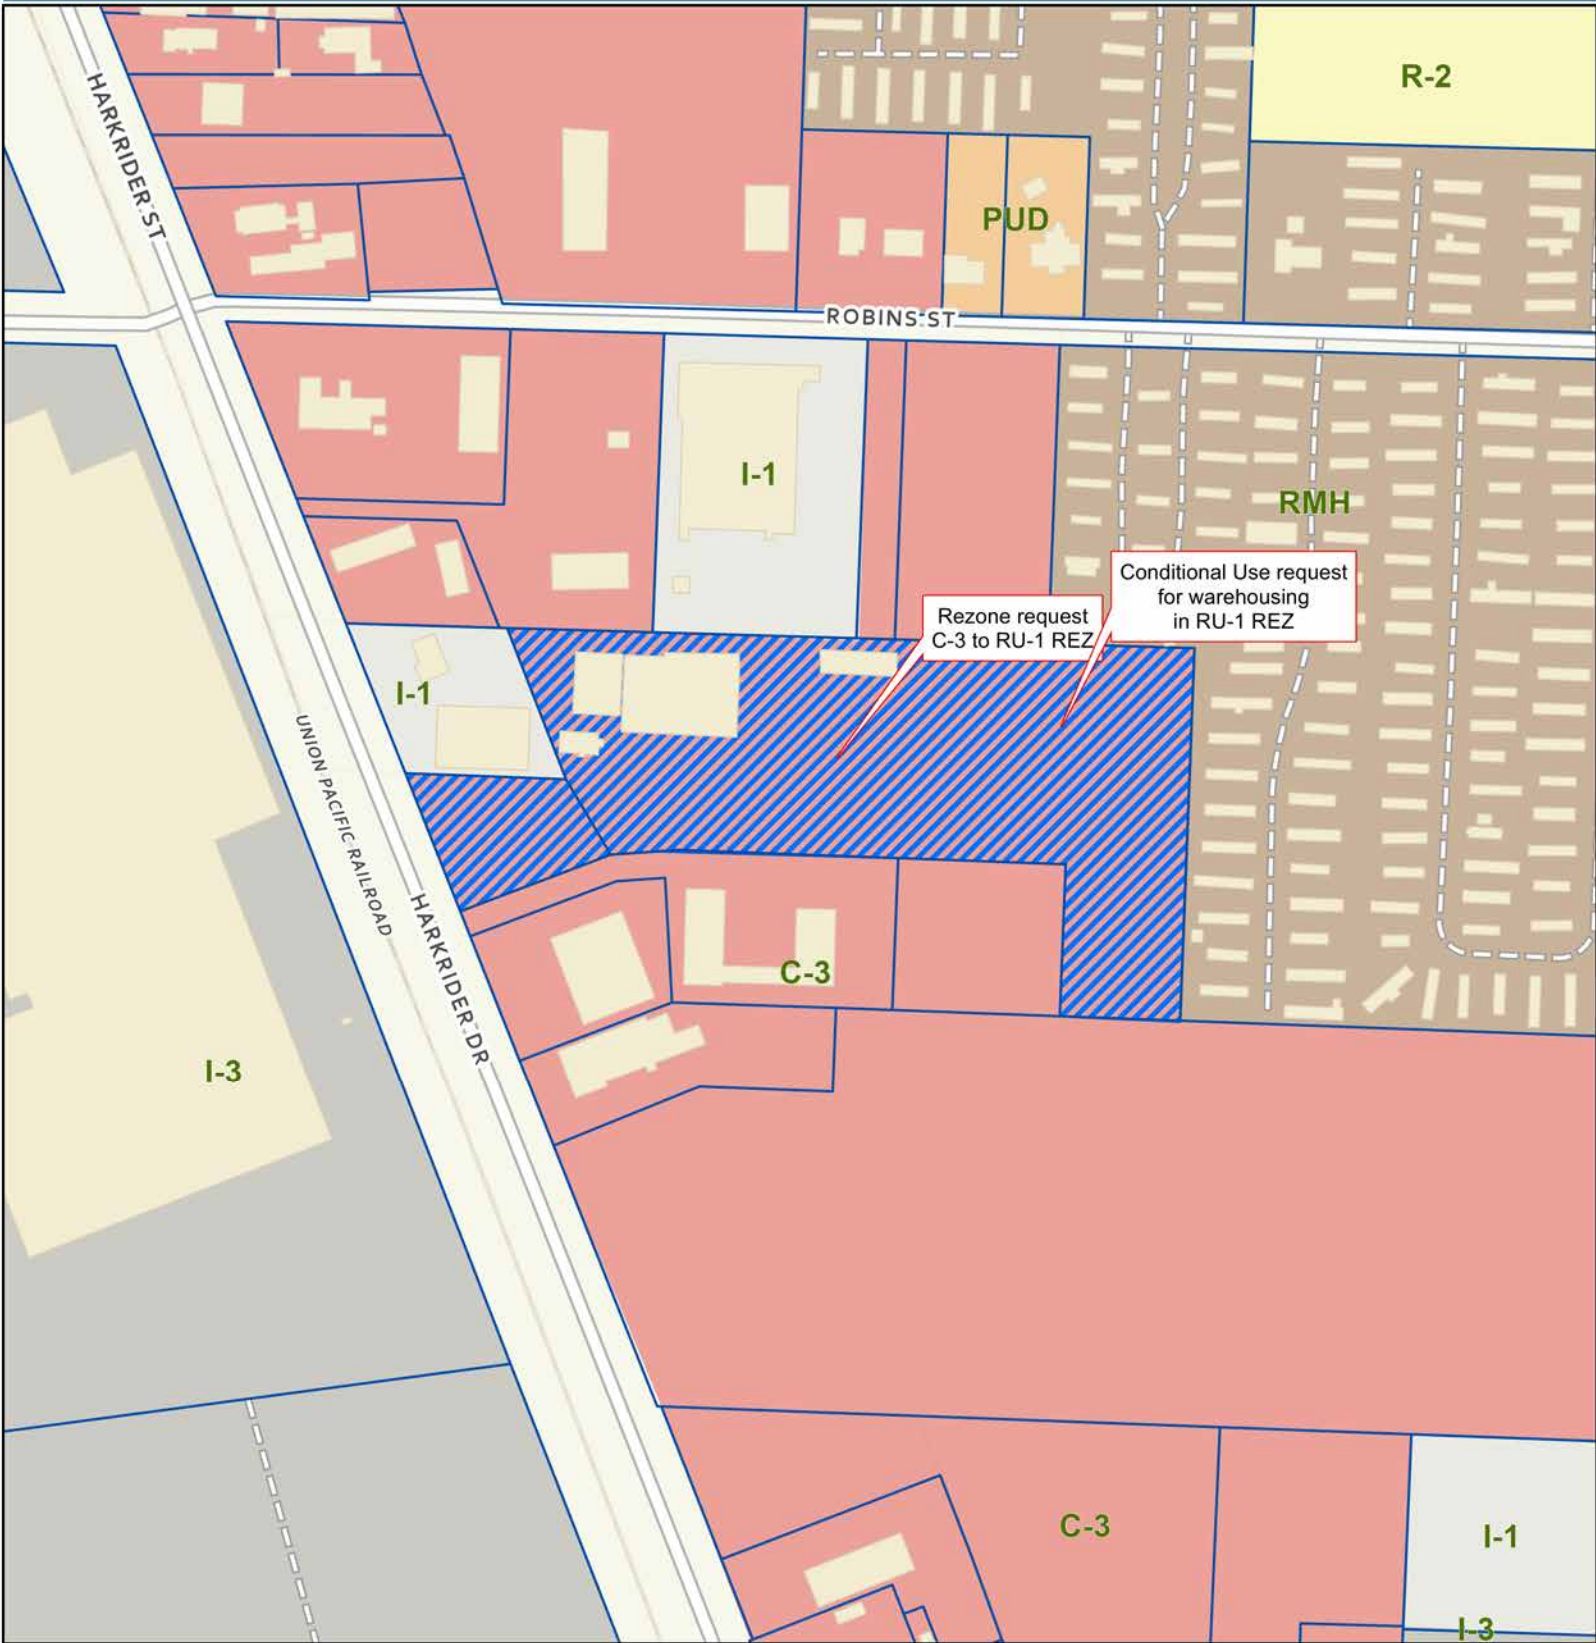 R-2
HARKRIDER ST
PUD
ROBINS ST
I-1
RMH
Conditional Use request
for warehousing
in RU-1 REZ
Rezone request
C-3 to RU-1 REZ
I-1
UNION PACIFIC RAILROAD
HARKRIDER DR
C-3
I-3
C-3
I-1
I-3